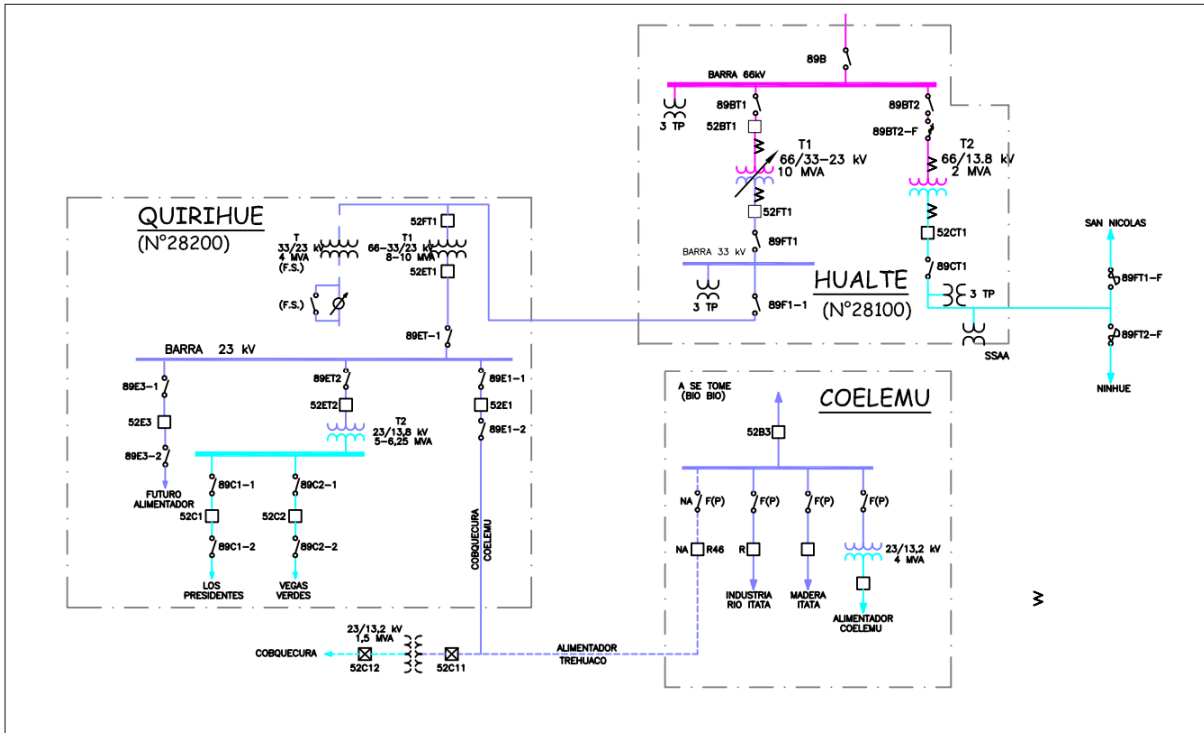 89B
BARRA 66kV
89BT1
89BT2
3 TP
52BT1
89BT2-F
T1
66/33-23 kV
10 MVA
T2
66/13.8 kV
2 MVA
52FT1
52CT1
89FT1
89CT1
BARRA 33 kV
HUALTE
(N°28100)
3 TP
89F1-1
3 TP
SSAA
SAN NICOLAS
89FT1-F
89FT2-F
NINHUE
QUIRIHUE
(N°28200)
52FT1
T
33/23 kV
4 MVA
(F.S.)
T1
66-33/23 kV
8-10 MVA
52ET1
(F.S.)
89ET-1
BARRA 23 kV
89E3-1
89ET2
89E1-1
52E3
52ET2
52E1
89E3-2
T2
23/13,8 kV
5-6,25 MVA
89E1-2
FUTURO
ALIMENTADOR
89C1-1
89C2-1
52C1
52C2
89C1-2
89C2-2
LOS
PRESIDENTES
VEGAS
VERDES
COBQUECURA
COELEMU
A SE TOME
(BIO BIO)
COELEMU
52B3
NA
F(P)
F(P)
F(P)
F(P)
NA
R46
R
23/13,2 kV
4 MVA
INDUSTRIA
RIO ITATA
MADERA
ITATA
ALIMENTADOR
COELEMU
23/13,2 kV
1,5 MVA
COBQUECURA
52C12
52C11
ALIMENTADOR
TREHUACO